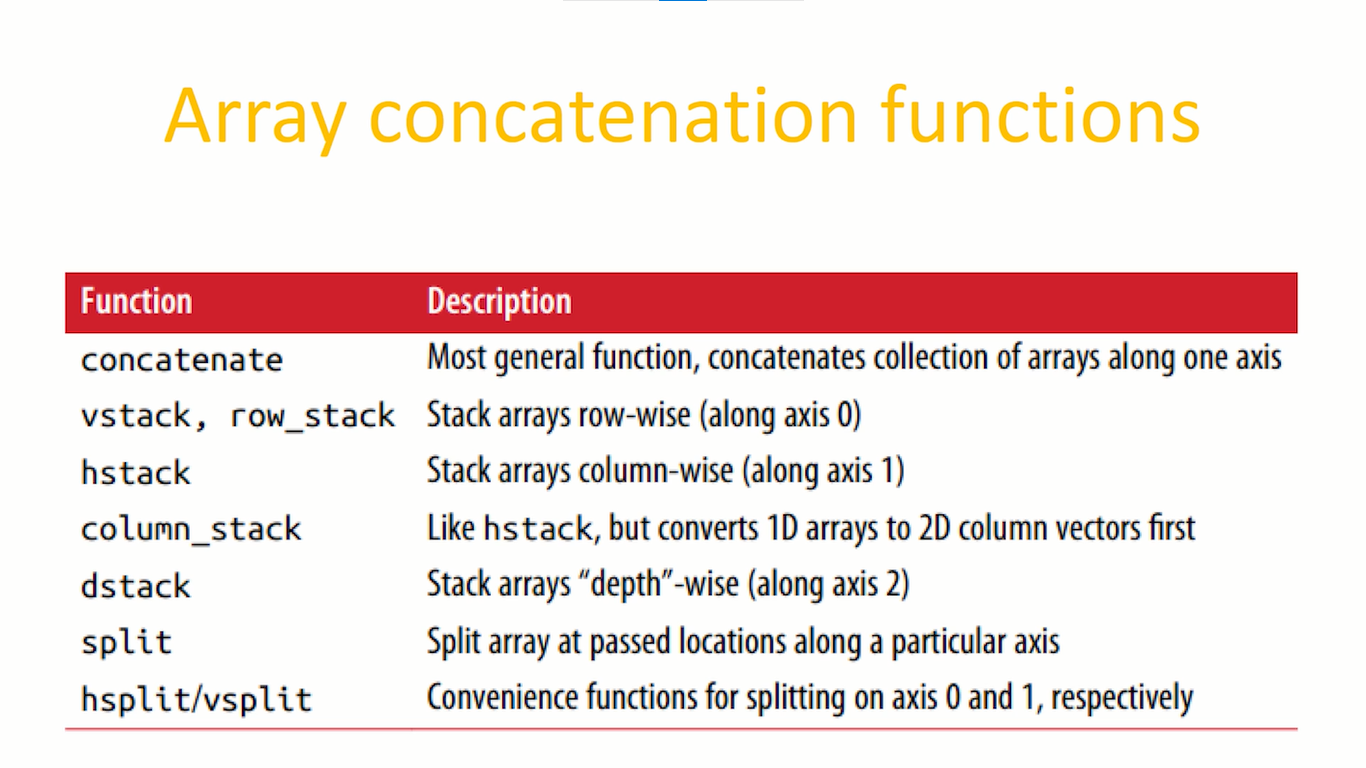 Array concatenation functions
Function Description
concatenate Most general function, concatenates collection of arrays along one axis
vstack, row_stack Stack arrays row-wise (along axis 0)
hstack Stack arrays column-wise (along axis 1)
column_stack Like hstack, but converts 1D arrays to 2D column vectors first
dstack Stack arrays “depth”-wise (along axis 2)
split Split array at passed locations along a particular axis
hsplit/vsplit Convenience functions for splitting on axis 0 and 1, respectively